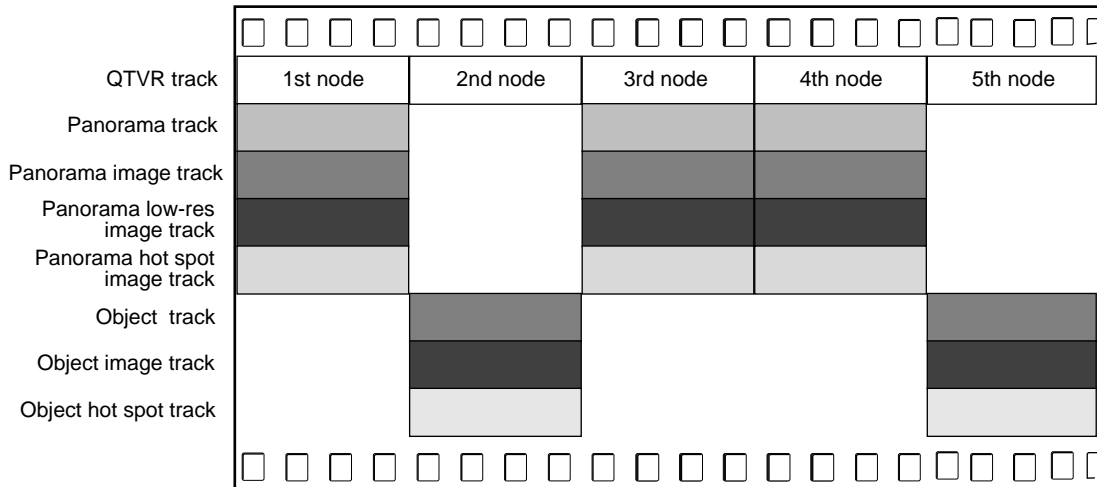 QTVR track 1st node 2nd node 3rd node 4th node 5th node
Panorama track
Panorama image track
Panorama low-res
image track
Panorama hot spot
image track
Object track
Object image track
Object hot spot track